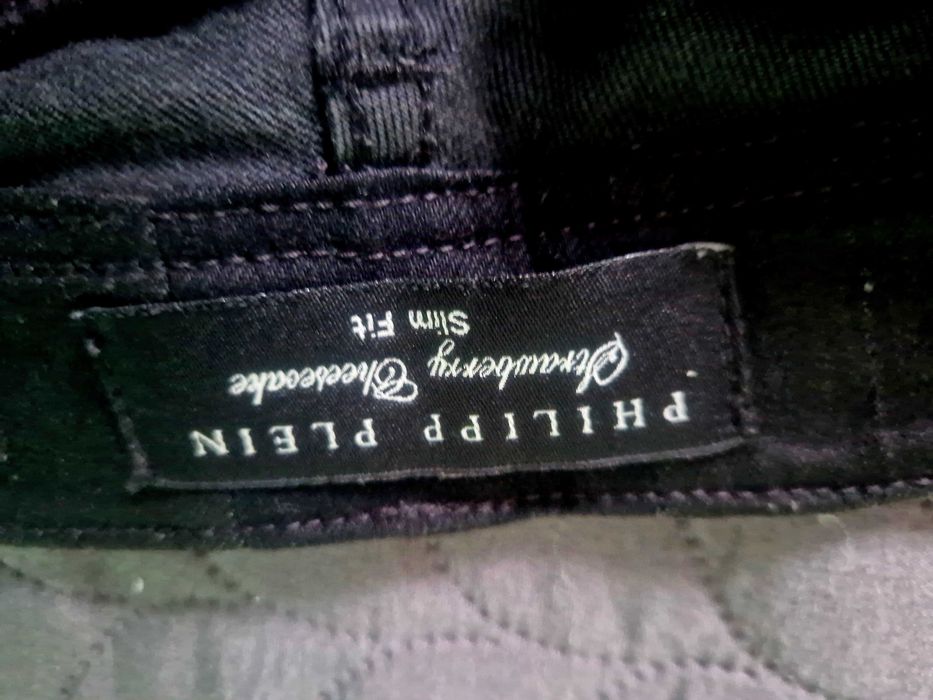 PHILIPP PLEIN
Strawberry Cheesecake
Slim Fit